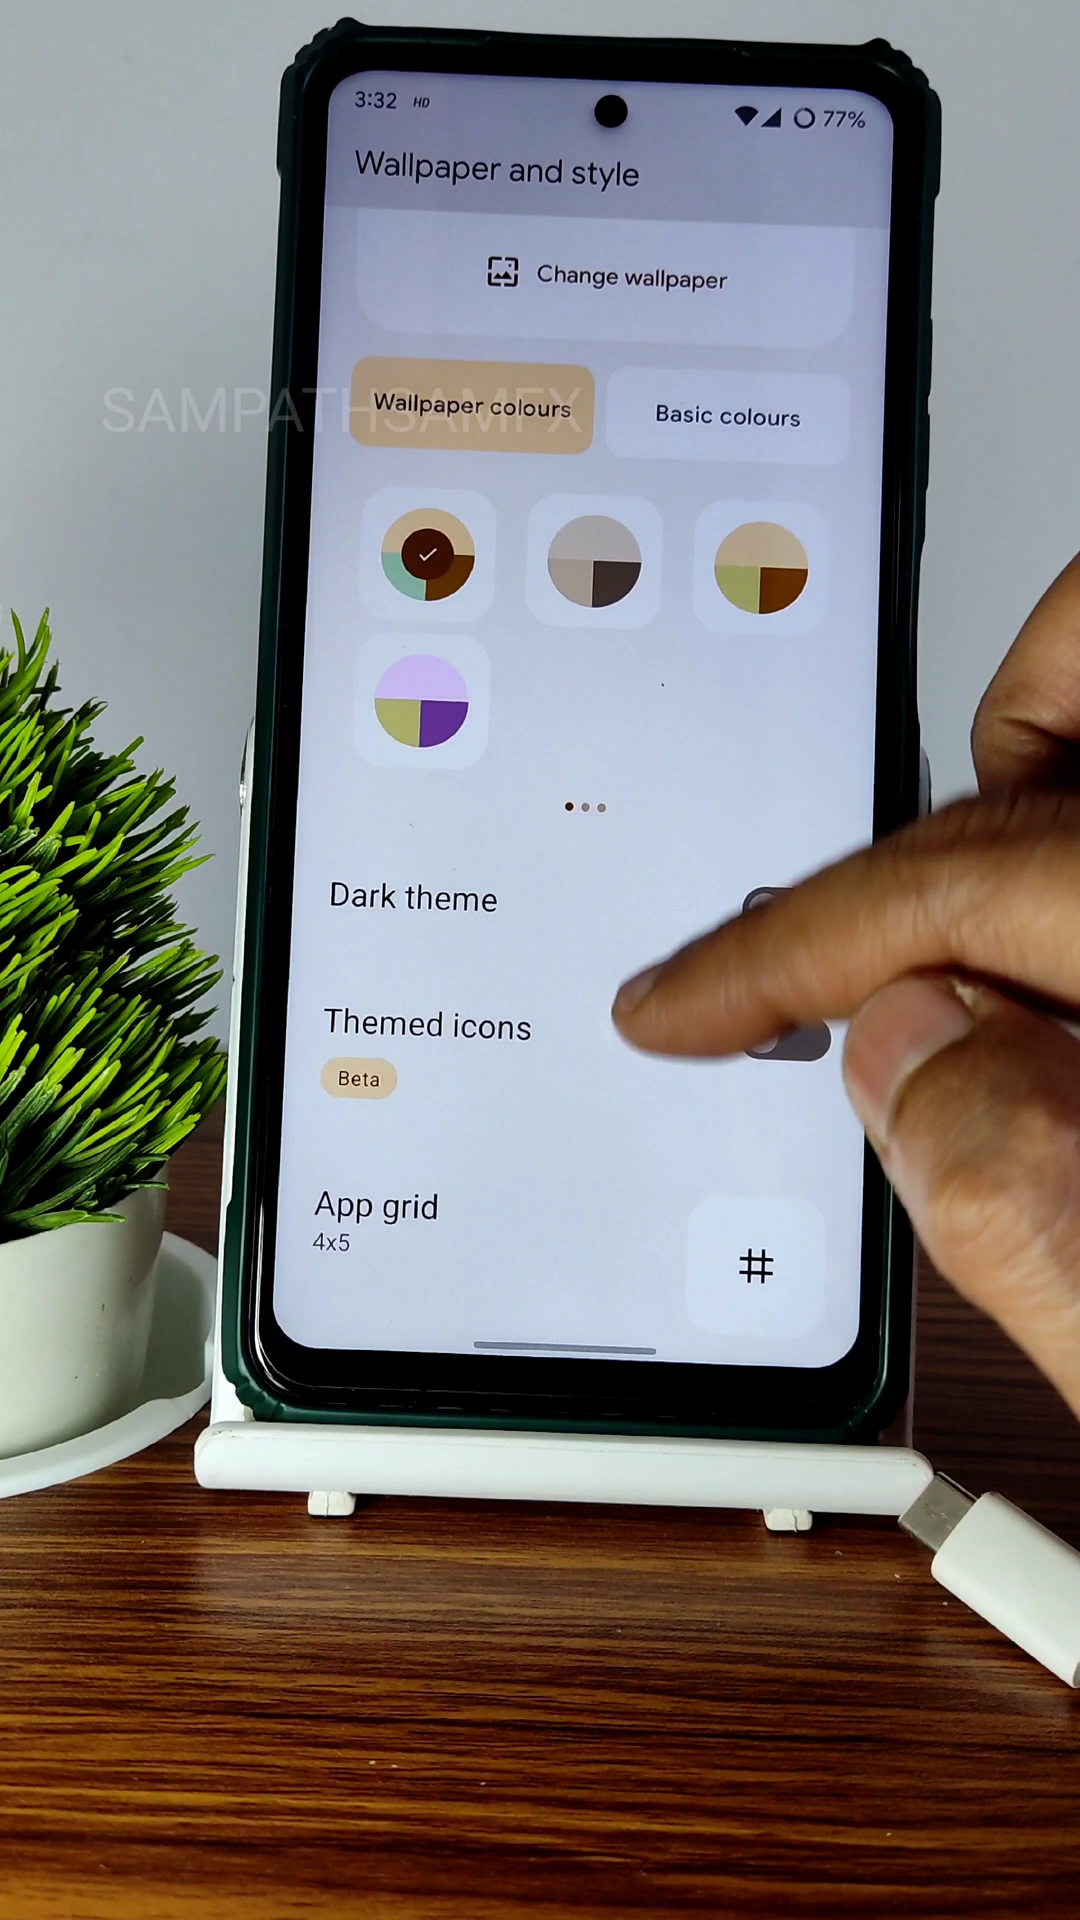 3:32 HD 77%
Wallpaper and style
Change wallpaper
SAMPATHSAMFX
Wallpaper colours
Basic colours
Dark theme
Themed icons
Beta
App grid
4x5